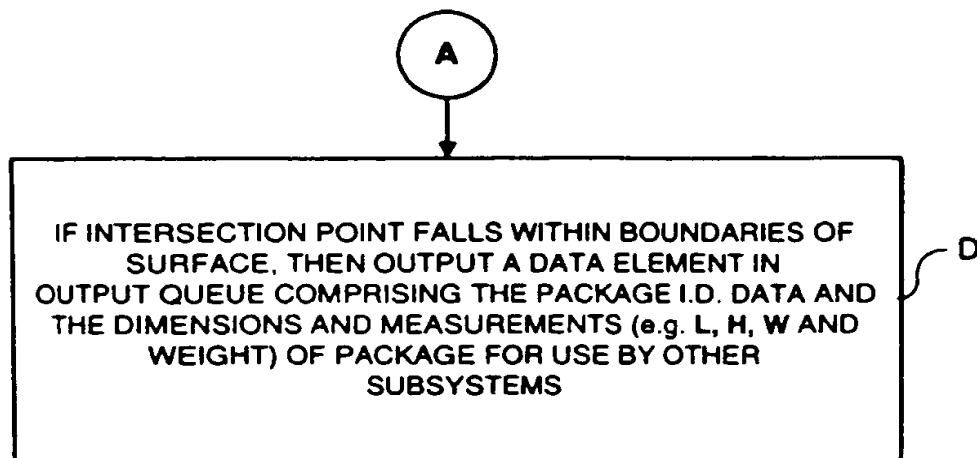 A
IF INTERSECTION POINT FALLS WITHIN BOUNDARIES OF
SURFACE, THEN OUTPUT A DATA ELEMENT IN
OUTPUT QUEUE COMPRISING THE PACKAGE I.D. DATA AND
THE DIMENSIONS AND MEASUREMENTS (e.g. L, H, W AND
WEIGHT) OF PACKAGE FOR USE BY OTHER
SUBSYSTEMS
D